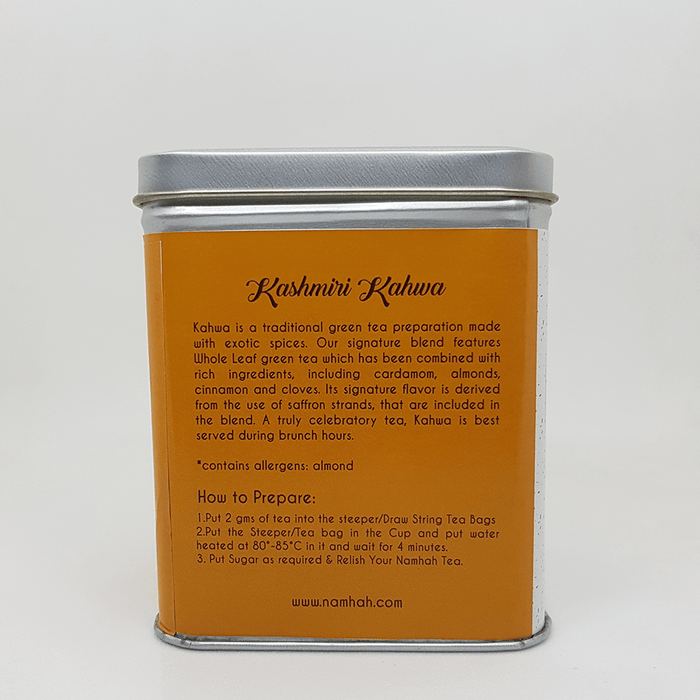 Kashmiri Kahwa
Kahwa is a traditional green tea preparation made
with exotic spices. Our signature blend features
Whole Leaf green tea which has been combined with
rich ingredients, including cardamom, almonds,
cinnamon and cloves. Its signature flavor is derived
from the use of saffron strands, that are included in
the blend. A truly celebratory tea, Kahwa is best
served during brunch hours.
*contains allergens: almond
How to Prepare:
1.Put 2 gms of tea into the steeper/Draw String Tea Bags
2.Put the Steeper/Tea bag in the Cup and put water
heated at 80°-85°C in it and wait for 4 minutes.
3. Put Sugar as required & Relish Your Namhah Tea.
www.namhah.com